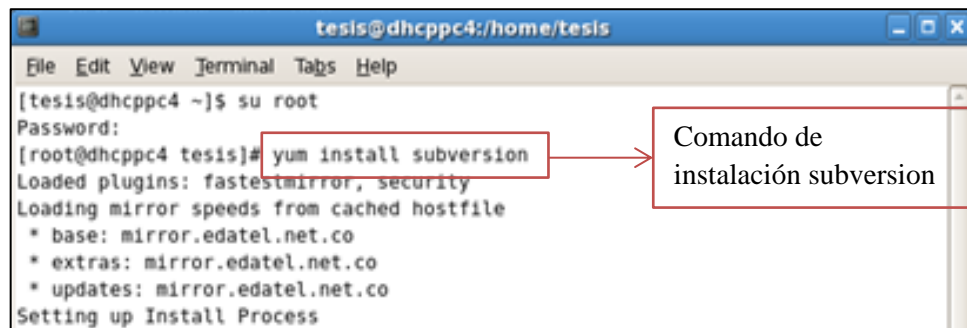 tesis@dhcppc4:/home/tesis
File Edit View Terminal Tabs Help
[tesis@dhcppc4 ~]$ su root
Password:
[root@dhcppc4 tesis]# yum install subversion
Loaded plugins: fastestmirror, security
Loading mirror speeds from cached hostfile
* base: mirror.edatel.net.co
* extras: mirror.edatel.net.co
* updates: mirror.edatel.net.co
Setting up Install Process
Comando de
instalación subversion